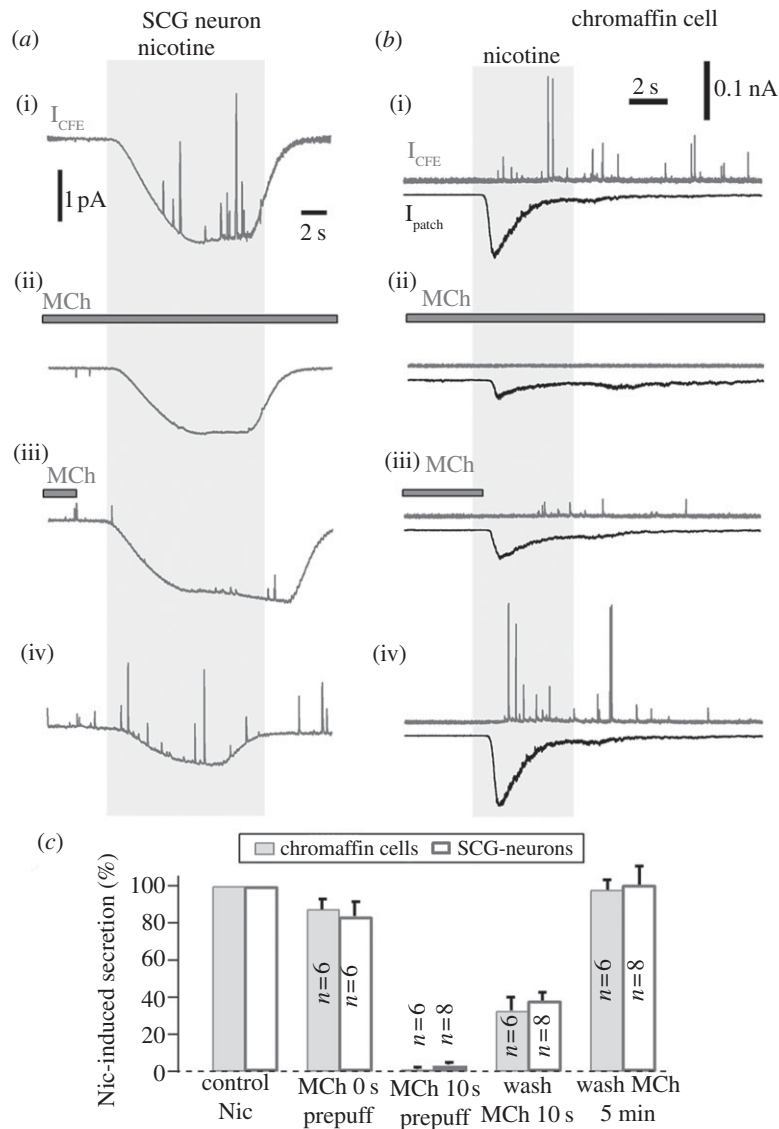 (a)
SCG neuron
nicotine
(i)
I_CFE
1 pA
2 s
(ii)
MCh
(iii)
MCh
(iv)
(b)
chromaffin cell
nicotine
2 s
0.1 nA
(i)
I_CFE
I_patch
(ii)
MCh
(iii)
MCh
(iv)
(c)
chromaffin cells
SCG-neurons
Nic-induced secretion (%)
100
80
60
40
20
0
n=6
n=6
n=6
n=8
n=6
n=8
n=6
n=8
control
Nic
MCh 0 s
prepuff
MCh 10 s
prepuff
wash
MCh 10 s
wash MCh
5 min